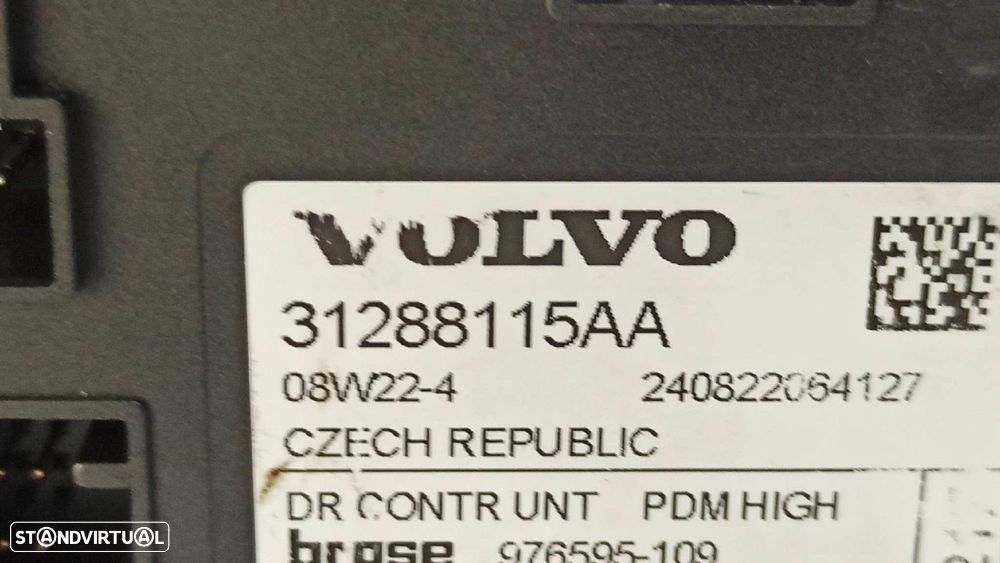 VOLVO
31288115AA
08W22-4 240822064127
CZECH REPUBLIC
DR CONTR UNT PDM HIGH
brose 976595-109
STANDVIRTUAL